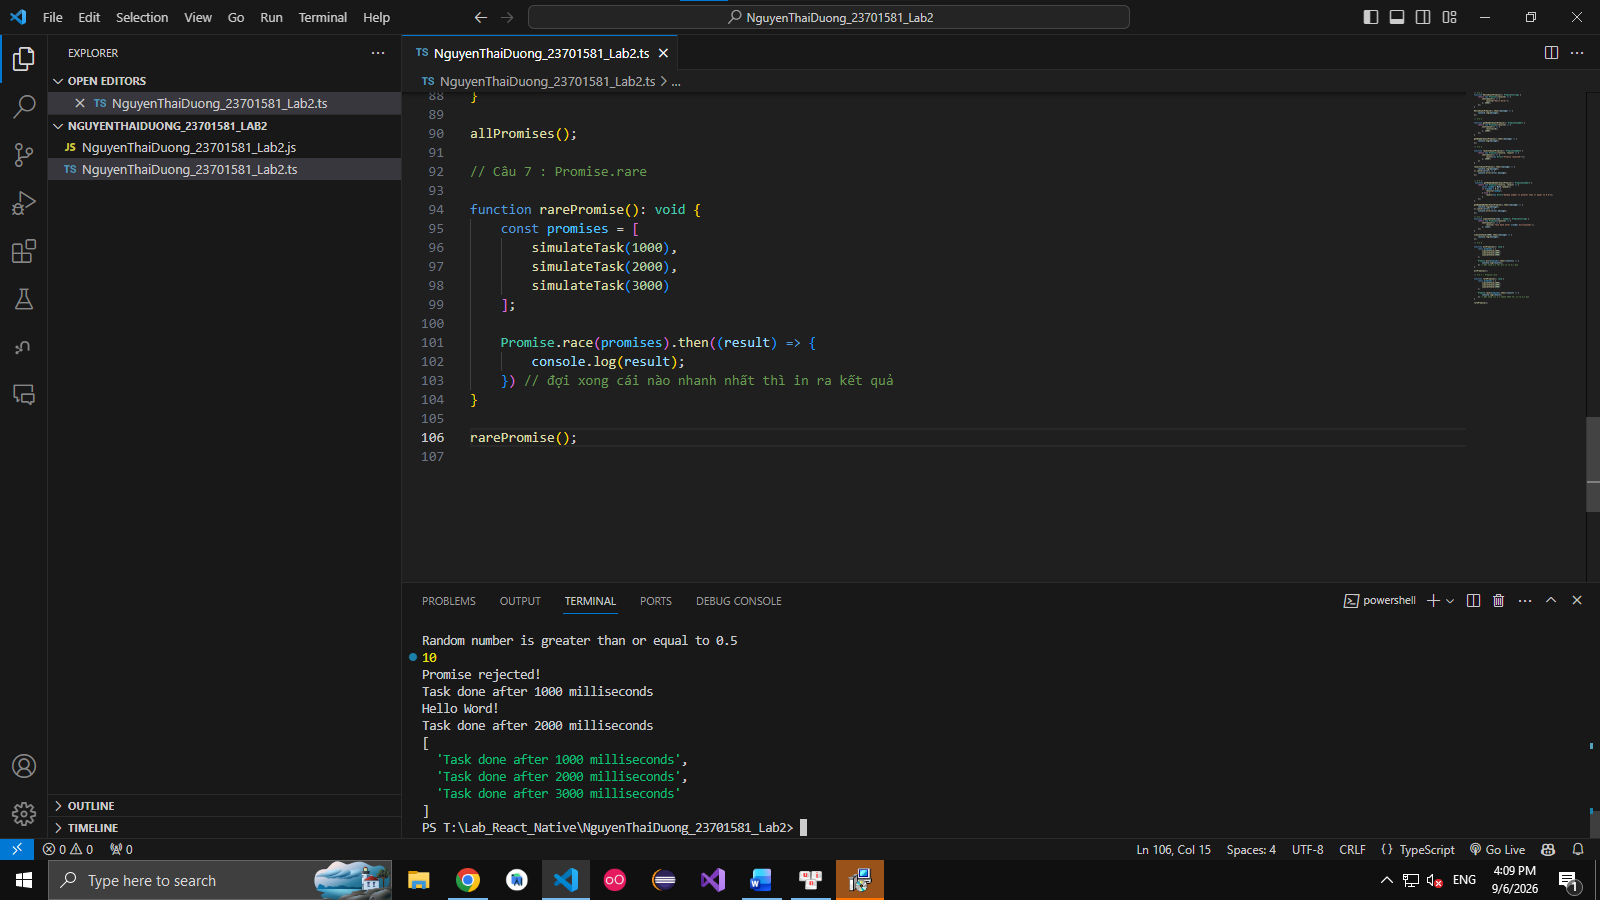 File Edit Selection View Go Run Terminal Help
NguyenThaiDuong_23701581_Lab2
EXPLORER
OPEN EDITORS
TS NguyenThaiDuong_23701581_Lab2.ts
NGUYENTHAIDUONG_23701581_LAB2
JS NguyenThaiDuong_23701581_Lab2.js
TS NguyenThaiDuong_23701581_Lab2.ts
OUTLINE
TIMELINE
TS NguyenThaiDuong_23701581_Lab2.ts
TS NguyenThaiDuong_23701581_Lab2.ts > ...
88 }
89
90 allPromises();
91
92 // Câu 7 : Promise.rare
93
94 function rarePromise(): void {
95 const promises = [
96 simulateTask(1000),
97 simulateTask(2000),
98 simulateTask(3000)
99 ];
100
101 Promise.race(promises).then((result) => {
102 console.log(result);
103 }) // đợi xong cái nào nhanh nhất thì in ra kết quả
104 }
105
106 rarePromise();
107
PROBLEMS OUTPUT TERMINAL PORTS DEBUG CONSOLE
powershell
Random number is greater than or equal to 0.5
10
Promise rejected!
Task done after 1000 milliseconds
Hello Word!
Task done after 2000 milliseconds
[
'Task done after 1000 milliseconds',
'Task done after 2000 milliseconds',
'Task done after 3000 milliseconds'
]
PS T:\Lab_React_Native\NguyenThaiDuong_23701581_Lab2>
0 0 0
Ln 106, Col 15 Spaces: 4 UTF-8 CRLF {} TypeScript Go Live
Type here to search
ENG
4:09 PM
9/6/2026
1